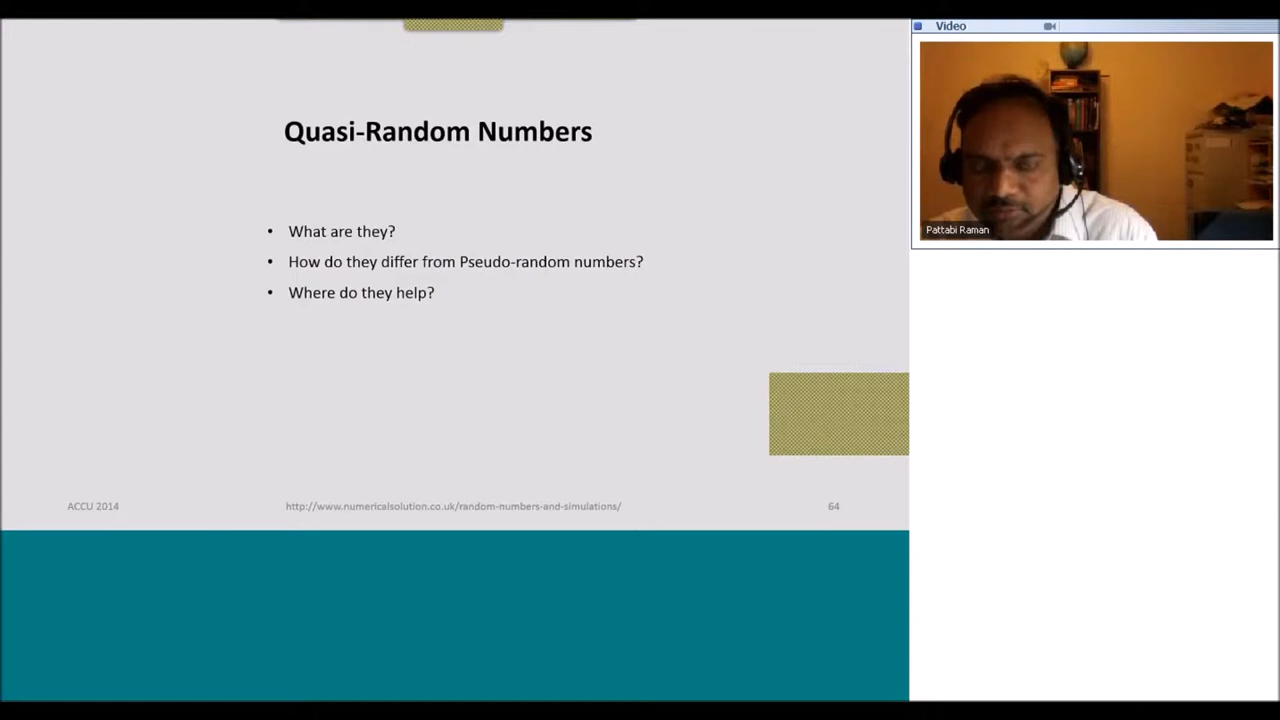 Video
Quasi-Random Numbers
• What are they?
• How do they differ from Pseudo-random numbers?
• Where do they help?
Pattabi Raman
ACCU 2014
http://www.numericalsolution.co.uk/random-numbers-and-simulations/
64